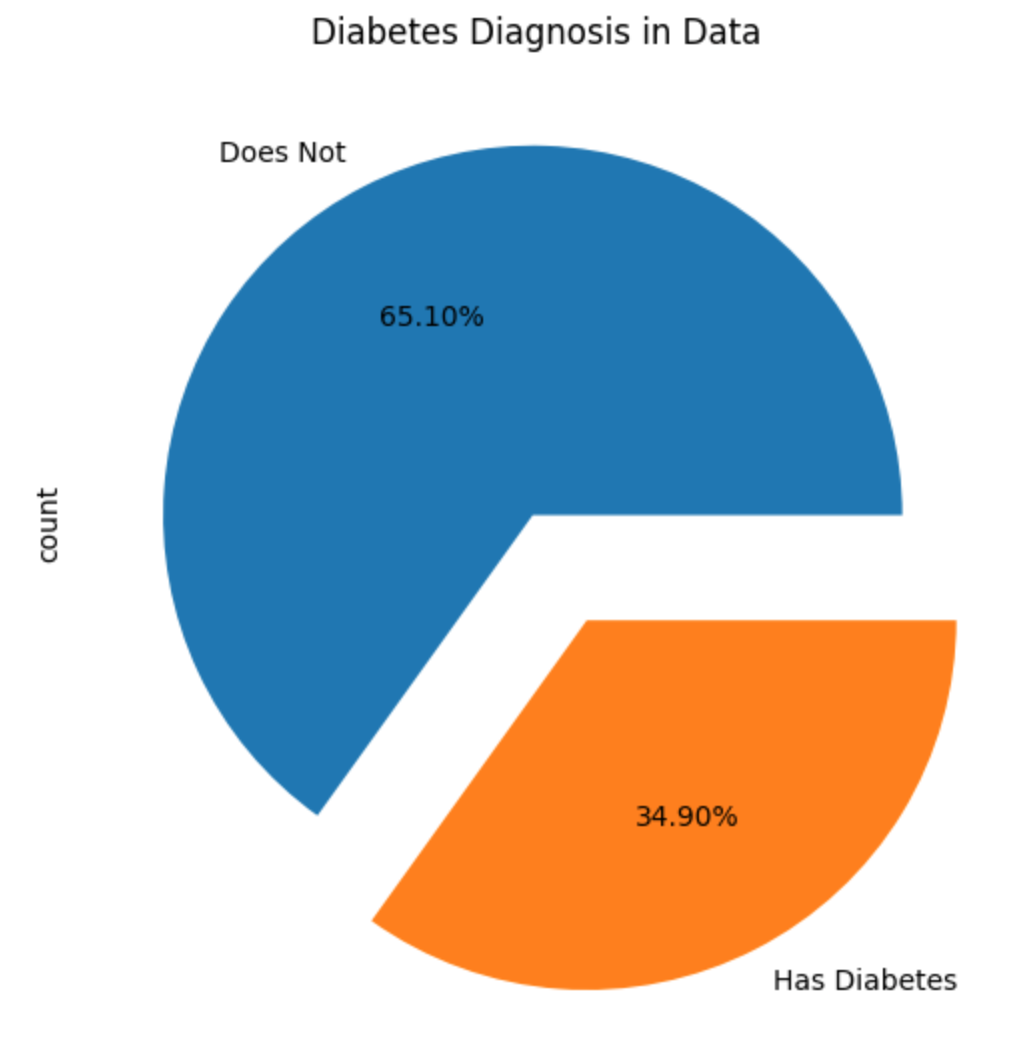 Diabetes Diagnosis in Data
Does Not
65.10%
count
34.90%
Has Diabetes